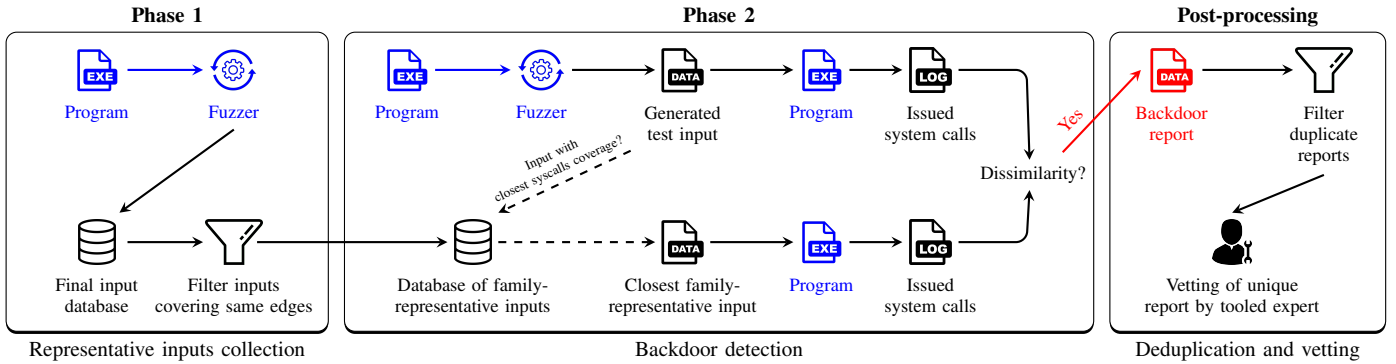 Phase 1
Phase 2
Post-processing
EXE
Program
Fuzzer
Final input
database
Filter inputs
covering same edges
Representative inputs collection
EXE
Program
Fuzzer
DATA
Generated
test input
EXE
Program
LOG
Issued
system calls
Input with
closest syscalls coverage?
Dissimilarity?
Yes
Database of family-
representative inputs
DATA
Closest family-
representative input
EXE
Program
LOG
Issued
system calls
Backdoor detection
DATA
Backdoor
report
Filter
duplicate
reports
Vetting of unique
report by tooled expert
Deduplication and vetting